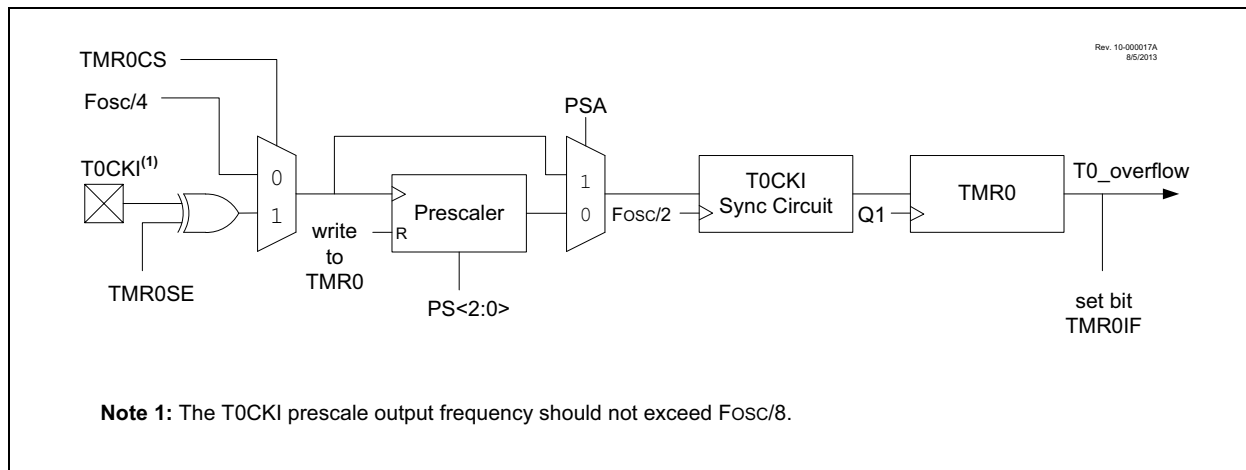 Rev. 10-000017A
8/5/2013
TMR0CS
Fosc/4
T0CKI(1)
TMR0SE
0
1
write
to
TMR0
R
Prescaler
PS<2:0>
PSA
1
0
FOSC/2
T0CKI
Sync Circuit
Q1
TMR0
T0_overflow
set bit
TMR0IF
Note 1: The T0CKI prescale output frequency should not exceed FOSC/8.